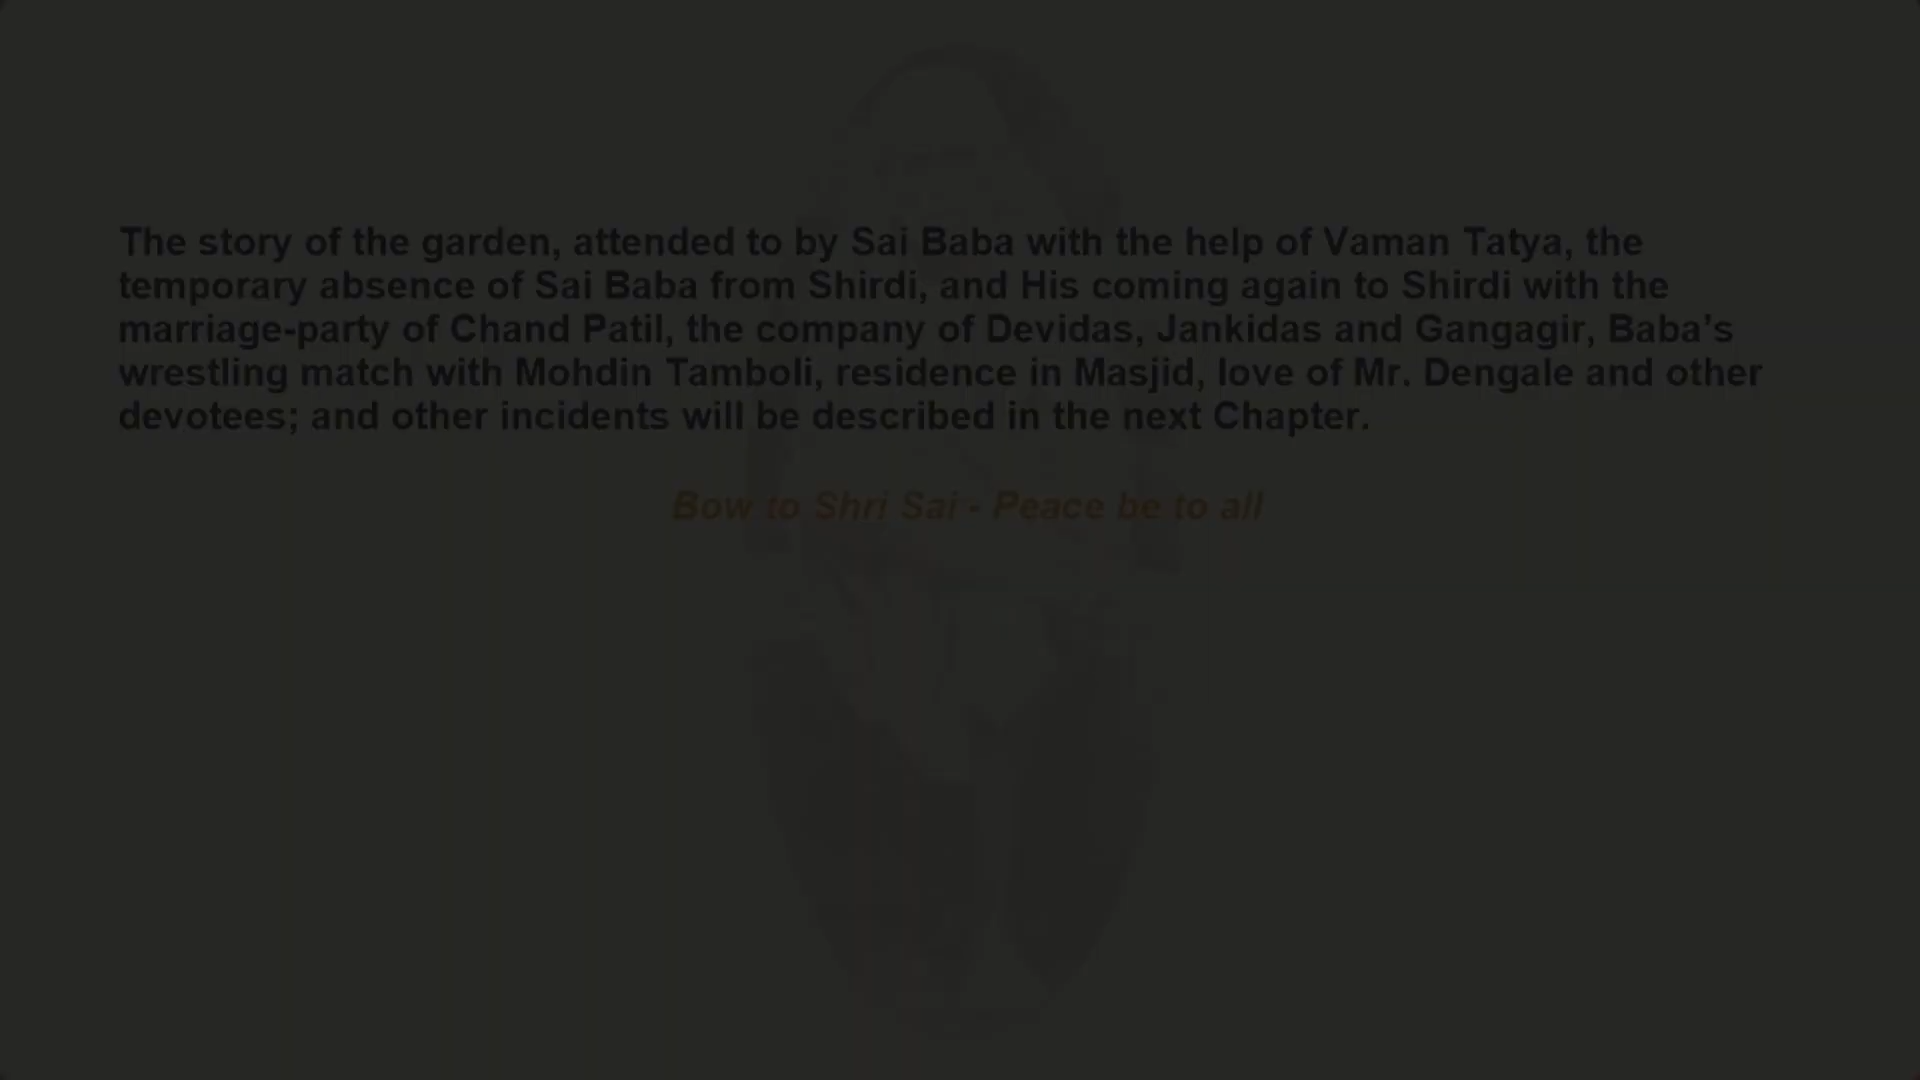 The story of the garden, attended to by Sai Baba with the help of Vaman Tatya, the
temporary absence of Sai Baba from Shirdi, and His coming again to Shirdi with the
marriage-party of Chand Patil, the company of Devidas, Jankidas and Gangagir, Baba's
wrestling match with Mohdin Tamboli, residence in Masjid, love of Mr. Dengale and other
devotees; and other incidents will be described in the next Chapter.
Bow to Shri Sai - Peace be to all